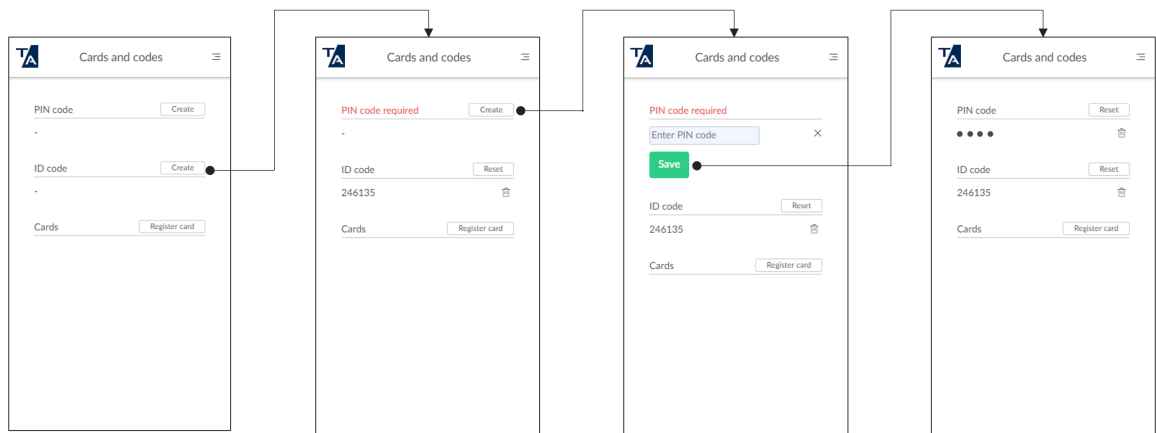 TA Cards and codes
PIN code Create
-
ID code Create
-
Cards Register card
TA Cards and codes
PIN code required Create
-
ID code Reset
246135
Cards Register card
TA Cards and codes
PIN code required
Enter PIN code
Save
ID code Reset
246135
Cards Register card
TA Cards and codes
PIN code Reset
ID code Reset
246135
Cards Register card